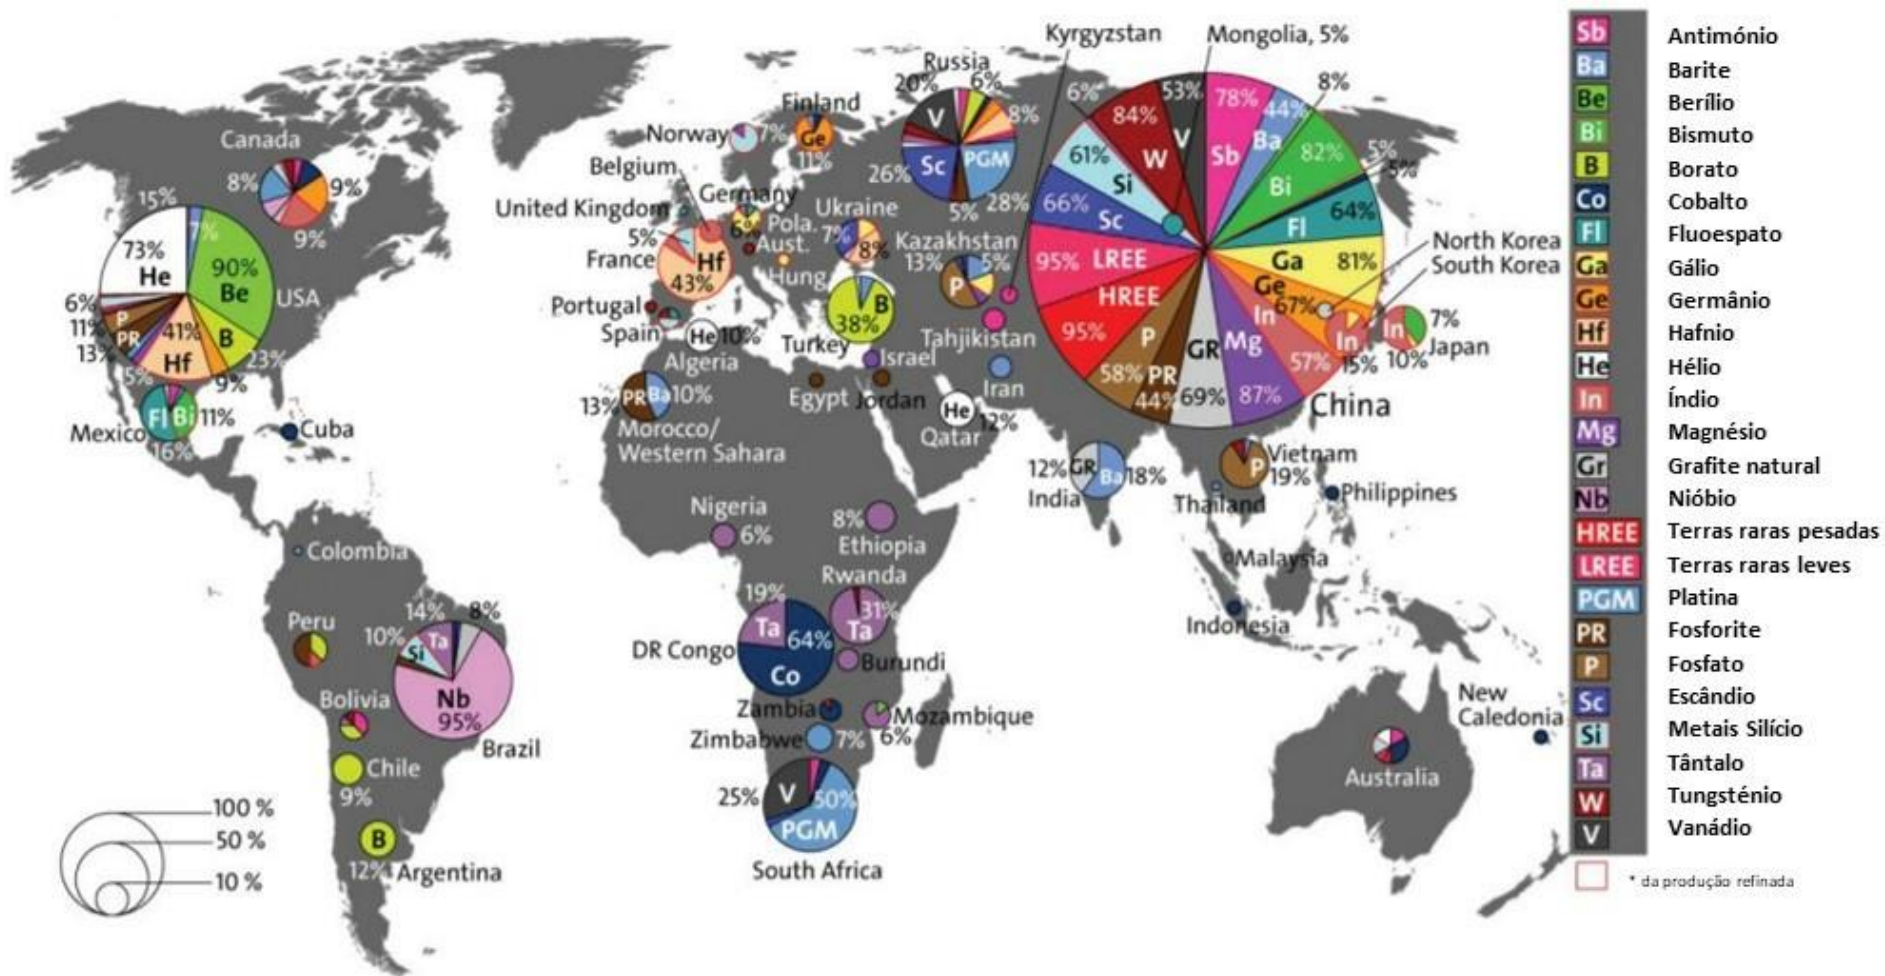 Kyrgyzstan
Mongolia, 5%
Russia
20%
6%
V
8%
Sc
PGM
26%
5%
28%
Finland
Ge
11%
Norway
7%
Belgium
Germany
6%
United Kingdom
Pola.
Aust.
Hung.
Ukraine
7%
8%
5%
France
Hf
43%
Kazakhstan
13%
5%
P
Portugal
Spain
He
10%
Algeria
B
38%
Turkey
Tahjikistan
Israel
Iran
Egypt
Jordan
He
12%
Qatar
13%
PR
Ba
10%
Morocco/
Western Sahara
Canada
8%
9%
9%
15%
7%
73%
He
90%
Be
USA
6%
11%
13%
P
PR
41%
Hf
B
23%
5%
9%
Fl
Bi
11%
Mexico
16%
Cuba
6%
84%
W
53%
V
78%
Sb
44%
Ba
8%
82%
Bi
5%
5%
64%
Fl
61%
Si
66%
Sc
95%
LREE
HREE
95%
Ga
81%
Ge
67%
In
57%
P
58%
PR
44%
GR
69%
Mg
87%
China
North Korea
South Korea
In
15%
In
7%
10%
Japan
12%
GR
Ba
18%
India
P
Vietnam
19%
Thailand
Philippines
Malaysia
Indonesia
Nigeria
6%
8%
Ethiopia
Rwanda
31%
Ta
19%
Ta
64%
Co
DR Congo
Burundi
Zambia
Mozambique
6%
Zimbabwe
7%
25%
V
50%
PGM
South Africa
Colombia
Peru
14%
8%
10%
Ta
Si
Nb
95%
Brazil
Bolivia
Chile
9%
B
12%
Argentina
New
Caledonia
Australia
100 %
50 %
10 %
Sb Antimónio
Ba Barite
Be Berílio
Bi Bismuto
B Borato
Co Cobalto
Fl Fluoespato
Ga Gálio
Ge Germânio
Hf Hafnio
He Hélio
In Índio
Mg Magnésio
Gr Grafite natural
Nb Nióbio
HREE Terras raras pesadas
LREE Terras raras leves
PGM Platina
PR Fosforite
P Fosfato
Sc Escândio
Si Metais Silício
Ta Tântalo
W Tungsténio
V Vanádio
* da produção refinada